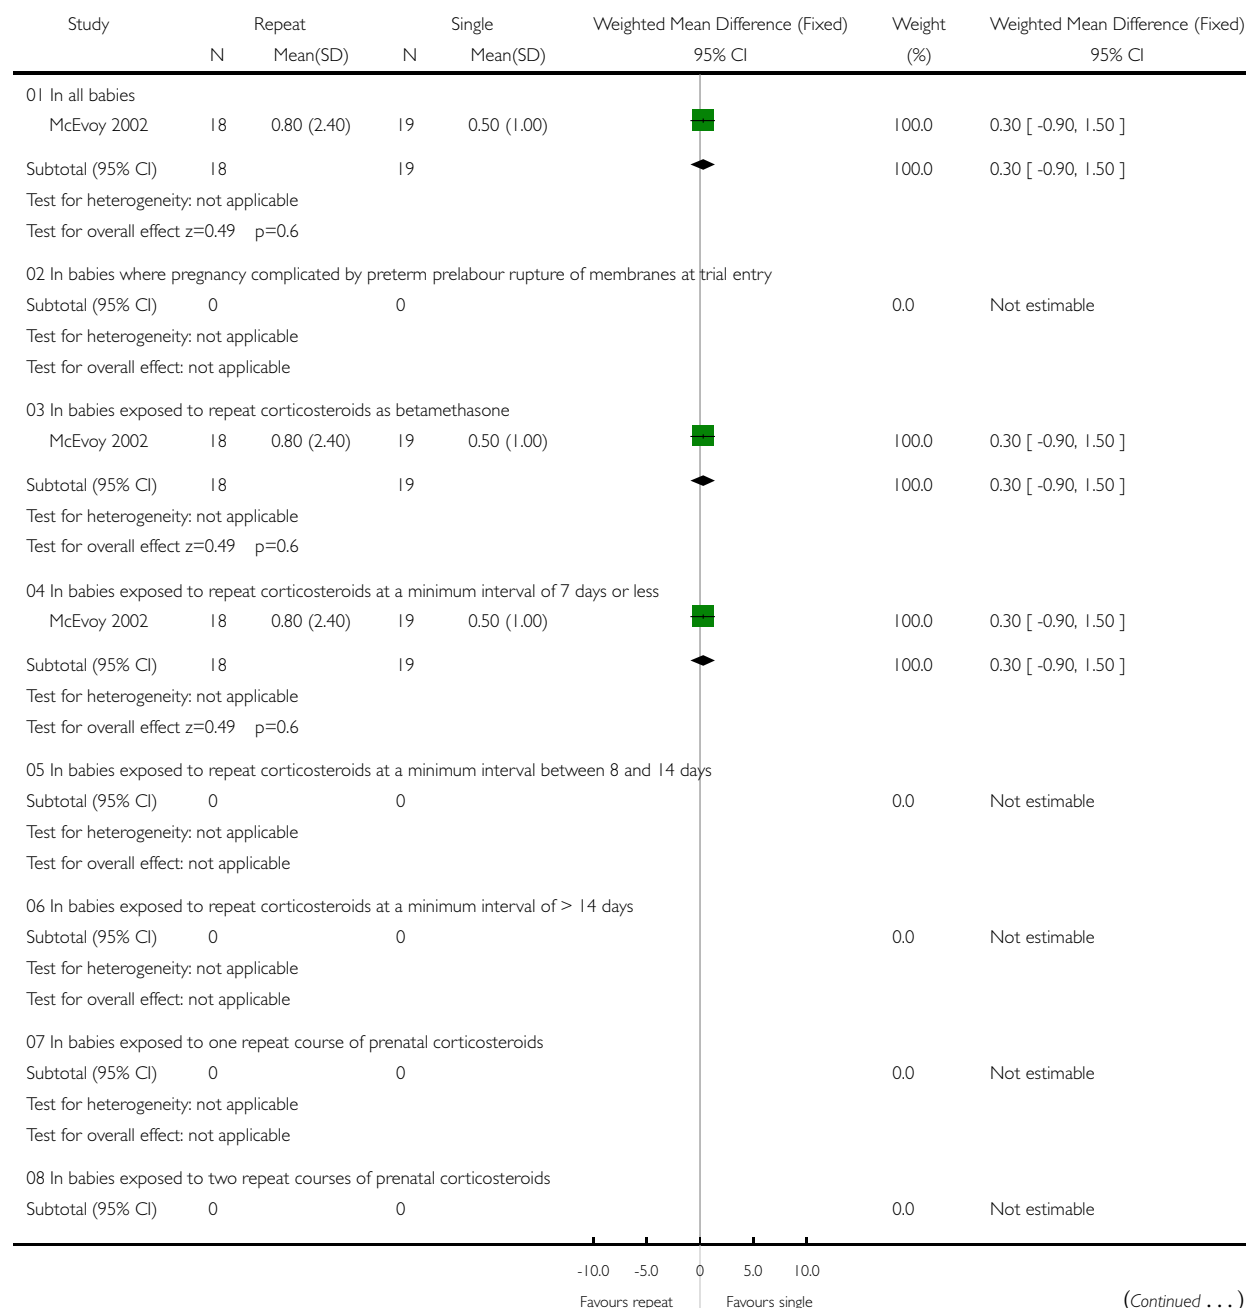 Study Repeat Single Weighted Mean Difference (Fixed) Weight Weighted Mean Difference (Fixed)
N Mean(SD) N Mean(SD) 95% CI (%) 95% CI
01 In all babies
McEvoy 2002 18 0.80 (2.40) 19 0.50 (1.00) 100.0 0.30 [ -0.90, 1.50 ]
Subtotal (95% CI) 18 19 100.0 0.30 [ -0.90, 1.50 ]
Test for heterogeneity: not applicable
Test for overall effect z=0.49 p=0.6
02 In babies where pregnancy complicated by preterm prelabour rupture of membranes at trial entry
Subtotal (95% CI) 0 0 0.0 Not estimable
Test for heterogeneity: not applicable
Test for overall effect: not applicable
03 In babies exposed to repeat corticosteroids as betamethasone
McEvoy 2002 18 0.80 (2.40) 19 0.50 (1.00) 100.0 0.30 [ -0.90, 1.50 ]
Subtotal (95% CI) 18 19 100.0 0.30 [ -0.90, 1.50 ]
Test for heterogeneity: not applicable
Test for overall effect z=0.49 p=0.6
04 In babies exposed to repeat corticosteroids at a minimum interval of 7 days or less
McEvoy 2002 18 0.80 (2.40) 19 0.50 (1.00) 100.0 0.30 [ -0.90, 1.50 ]
Subtotal (95% CI) 18 19 100.0 0.30 [ -0.90, 1.50 ]
Test for heterogeneity: not applicable
Test for overall effect z=0.49 p=0.6
05 In babies exposed to repeat corticosteroids at a minimum interval between 8 and 14 days
Subtotal (95% CI) 0 0 0.0 Not estimable
Test for heterogeneity: not applicable
Test for overall effect: not applicable
06 In babies exposed to repeat corticosteroids at a minimum interval of > 14 days
Subtotal (95% CI) 0 0 0.0 Not estimable
Test for heterogeneity: not applicable
Test for overall effect: not applicable
07 In babies exposed to one repeat course of prenatal corticosteroids
Subtotal (95% CI) 0 0 0.0 Not estimable
Test for heterogeneity: not applicable
Test for overall effect: not applicable
08 In babies exposed to two repeat courses of prenatal corticosteroids
Subtotal (95% CI) 0 0 0.0 Not estimable
-10.0 -5.0 0 5.0 10.0
Favours repeat Favours single (Continued . . . )